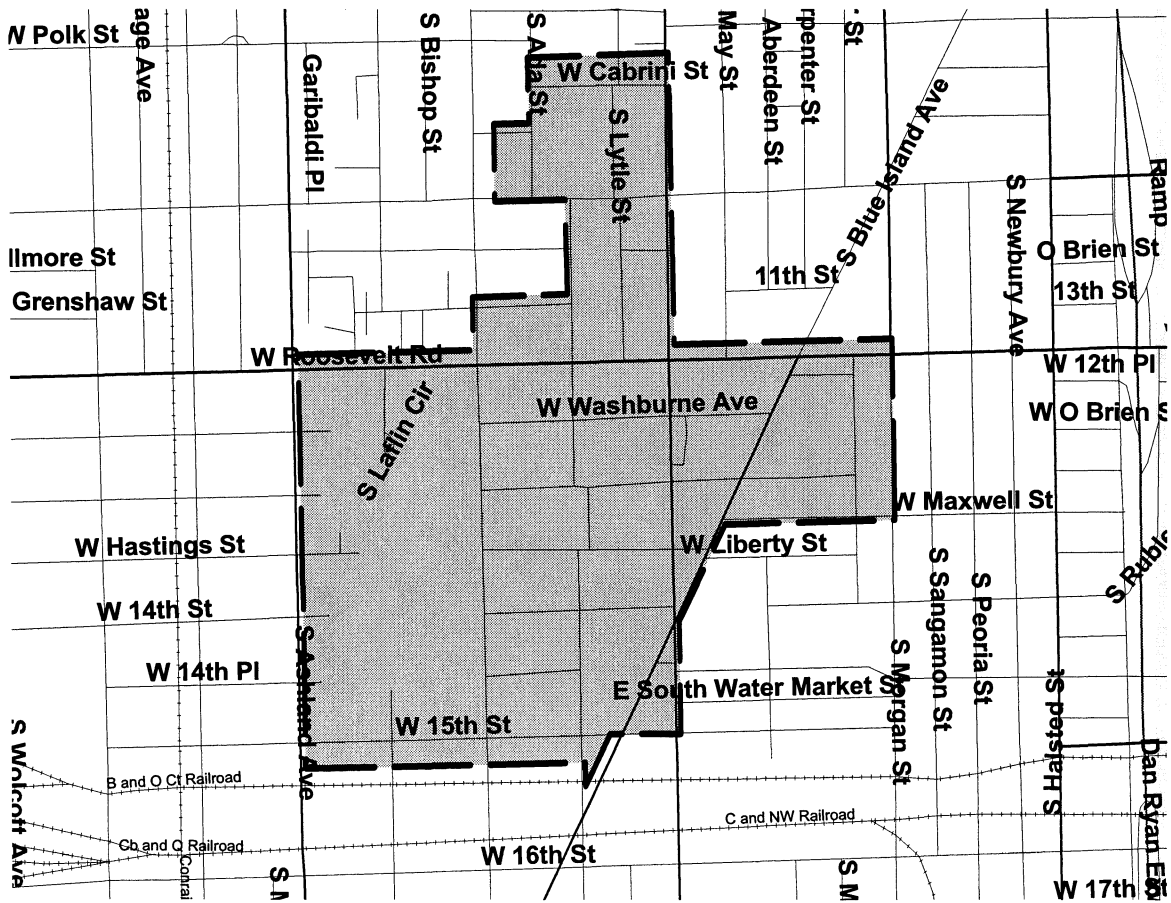 W Polk St
age Ave
Garibaldi Pl
S Bishop St
S Ada St
W Cabrini St
S Lytle St
May St
Aberdeen St
rpenter St
St
S Blue Island Ave
S Newbury Ave
Ramp
O Brien St
llmore St
Grenshaw St
11th St
13th St
W Roosevelt Rd
W 12th Pl
S Laflin Cir
W Washburne Ave
W O Brien S
W Maxwell St
W Hastings St
W Liberty St
S Ruble
W 14th St
S Sangamon St
S Peoria St
W 14th Pl
S Ashland Ave
E South Water Market S
S Morgan St
S Halsted St
W 15th St
S Wolcott Ave
B and O Ct Railroad
Dan Ryan E
C and NW Railroad
Cb and Q Railroad
Conrai
W 16th St
S M
S M
W 17th St